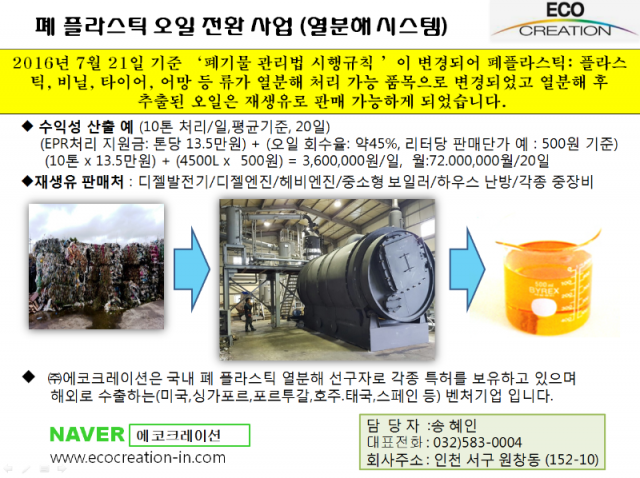 폐 플라스틱 오일 전환 사업 (열분해 시스템)
ECO
CREATION
2016년 7월 21일 기준 ‘폐기물 관리법 시행규칙 ’ 이 변경되어 폐플라스틱: 플라스
틱, 비닐, 타이어, 어망 등 류가 열분해 처리 가능 품목으로 변경되었고 열분해 후
추출된 오일은 재생유로 판매 가능하게 되었습니다.
◆ 수익성 산출 예 (10톤 처리/일,평균기준, 20일)
(EPR처리 지원금: 톤당 13.5만원) + (오일 회수율: 약45%, 리터당 판매단가 예 : 500원 기준)
(10톤 x 13.5만원) + (4500L x 500원) = 3,600,000원/일, 월:72.000,000월/20일
◆재생유 판매처 : 디젤발전기/디젤엔진/헤비엔진/중소형 보일러/하우스 난방/각종 중장비
PYREX
◆ ㈜에코크레이션은 국내 폐 플라스틱 열분해 선구자로 각종 특허를 보유하고 있으며
해외로 수출하는(미국,싱가포르,포르투갈,호주.태국,스페인 등) 벤처기업 입니다.
NAVER 에코크레이션
www.ecocreation-in.com
담 당 자 :송 혜인
대표전화 : 032)583-0004
회사주소 : 인천 서구 원창동 (152-10)